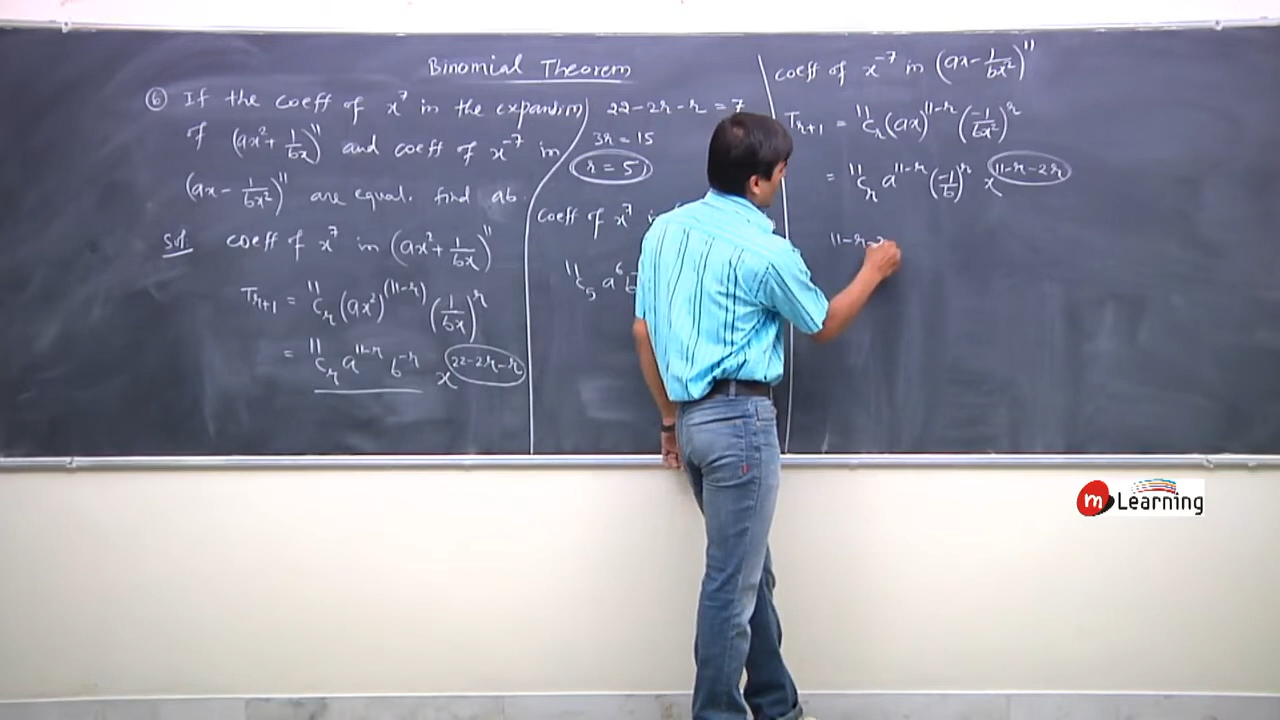 Binomial Theorem
⑥ If the coeff of x⁷ in the expansion
of (ax² + 1/bx)¹¹ and coeff of x⁻⁷ in
(ax - 1/bx²)¹¹ are equal. find ab.
Sol. coeff of x⁷ in (ax² + 1/bx)¹¹
Tᵣ₊₁ = ¹¹Cᵣ (ax²)⁽¹¹⁻ʳ⁾ (1/bx)ʳ
= ¹¹Cᵣ a¹¹⁻ʳ b⁻ʳ x²²⁻²ʳ⁻ʳ
22-2r-r = 7
3r = 15
r = 5
coeff of x⁷
¹¹C₅ a⁶
coeff of x⁻⁷ in (ax - 1/bx²)¹¹
Tᵣ₊₁ = ¹¹Cᵣ (ax)¹¹⁻ʳ (-1/bx²)ʳ
= ¹¹Cᵣ a¹¹⁻ʳ (-1/b)ʳ x¹¹⁻ʳ⁻²ʳ
11-r-
m Learning